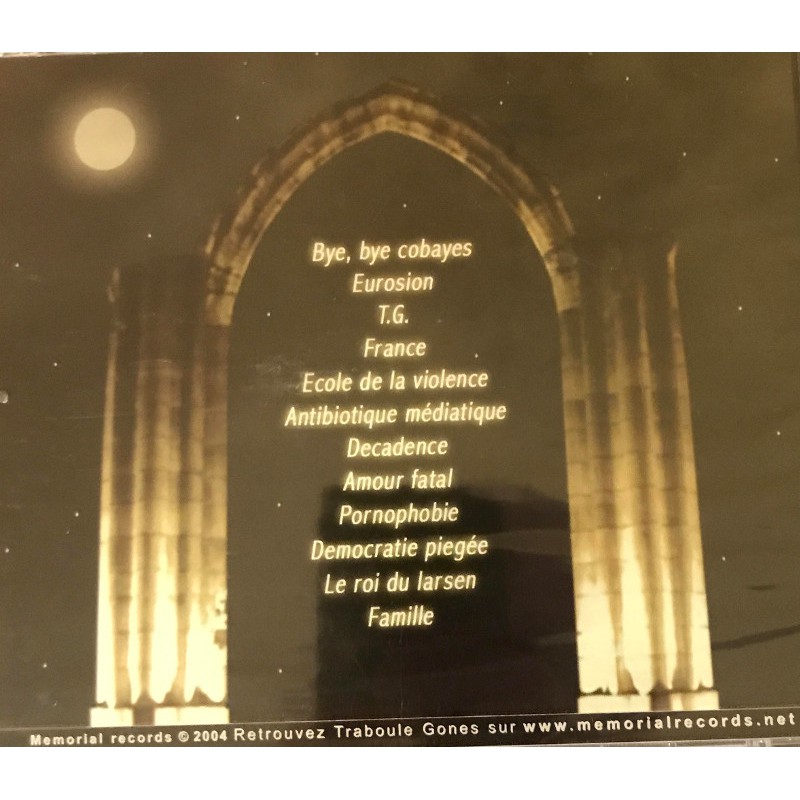 Bye, bye cobayes
Eurosion
T.G.
France
Ecole de la violence
Antibiotique médiatique
Decadence
Amour fatal
Pornophobie
Democratie piegée
Le roi du larsen
Famille
Memorial records © 2004 Retrouvez Traboule Gones sur www.memorialrecords.net